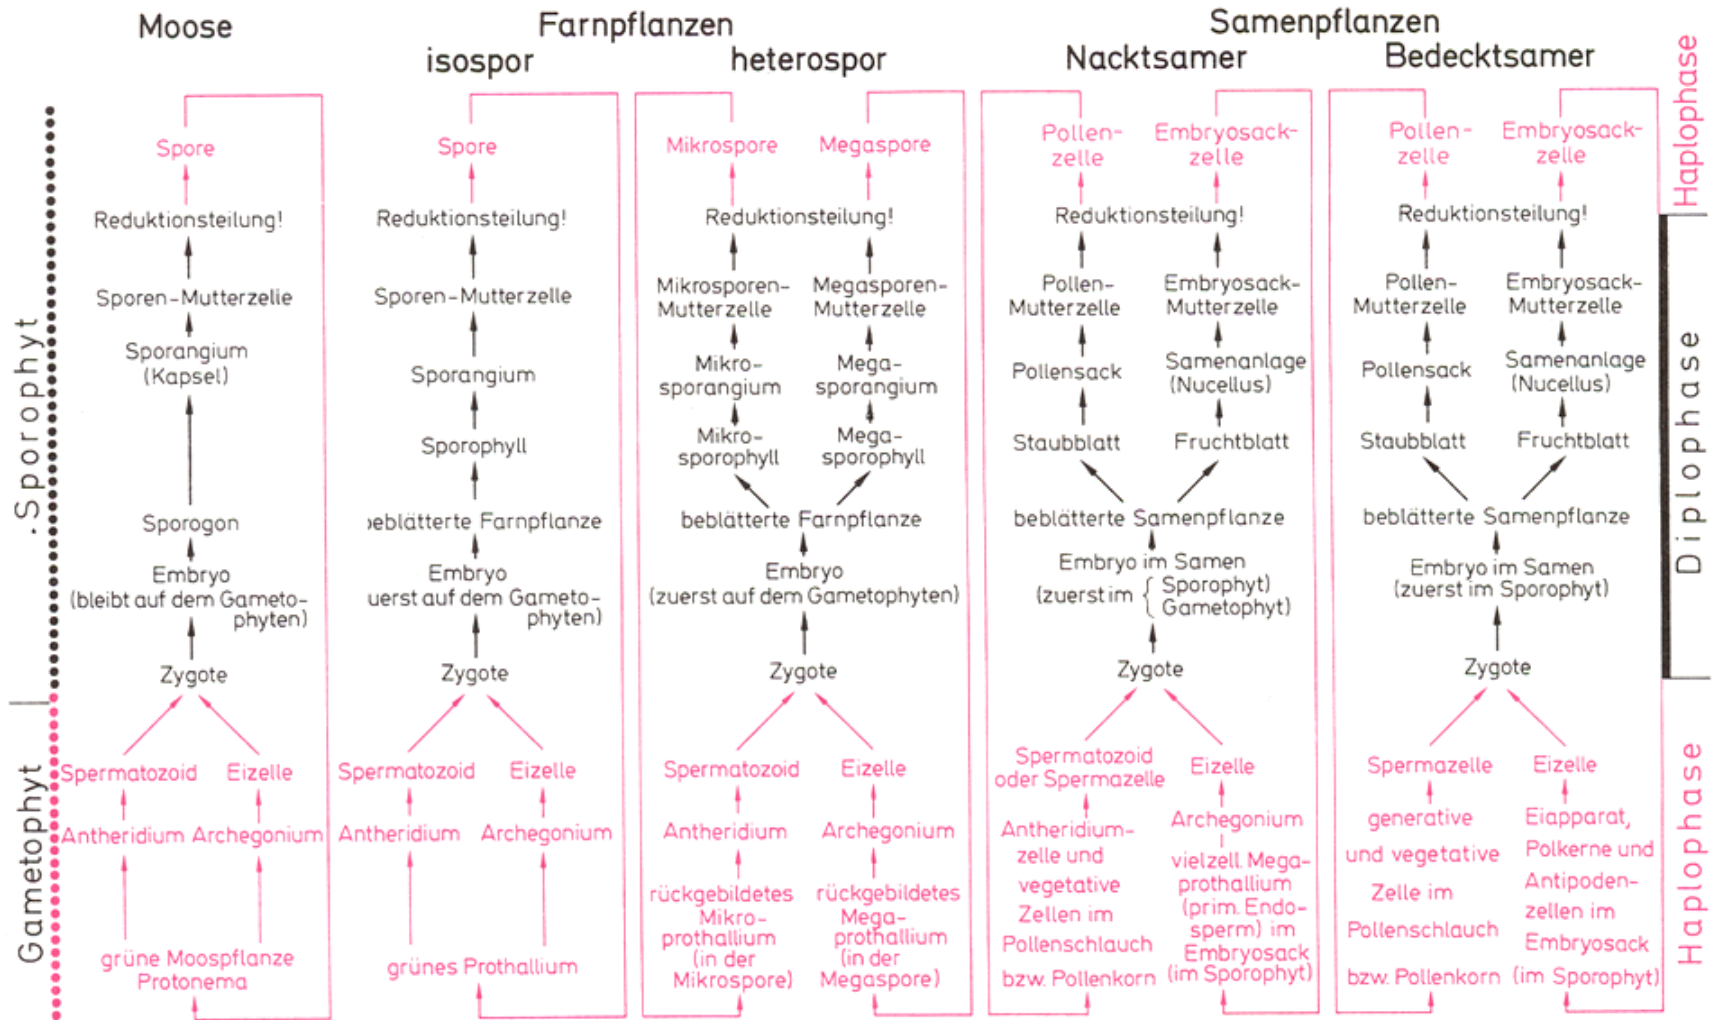 Moose
Farnpflanzen
isospor
heterospor
Samenpflanzen
Nacktsamer
Bedecktsamer
Sporophyt
Gametophyt
Haplophase
Diplophase
Haplophase
Spore
Reduktionsteilung!
Sporen-Mutterzelle
Sporangium
(Kapsel)
Sporogon
Embryo
(bleibt auf dem Gameto-
phyten)
Zygote
Spermatozoid
Eizelle
Antheridium
Archegonium
grüne Moospflanze
Protonema
Spore
Reduktionsteilung!
Sporen-Mutterzelle
Sporangium
Sporophyll
beblätterte Farnpflanze
Embryo
uerst auf dem Gameto-
phyten)
Zygote
Spermatozoid
Eizelle
Antheridium
Archegonium
grünes Prothallium
Mikrospore
Megaspore
Reduktionsteilung!
Mikrosporen-
Mutterzelle
Megasporen-
Mutterzelle
Mikro-
sporangium
Mega-
sporangium
Mikro-
sporophyll
Mega-
sporophyll
beblätterte Farnpflanze
Embryo
(zuerst auf dem Gametophyten)
Zygote
Spermatozoid
Eizelle
Antheridium
Archegonium
rückgebildetes
Mikro-
prothallium
(in der
Mikrospore)
rückgebildetes
Mega-
prothallium
(in der
Megaspore)
Pollen-
zelle
Embryosack-
zelle
Reduktionsteilung!
Pollen-
Mutterzelle
Embryosack-
Mutterzelle
Pollensack
Samenanlage
(Nucellus)
Staubblatt
Fruchtblatt
beblätterte Samenpflanze
Embryo im Samen
(zuerst im { Sporophyt)
Gametophyt)
Zygote
Spermatozoid
oder Spermazelle
Eizelle
Antheridium-
zelle und
vegetative
Zellen im
Pollenschlauch
bzw. Pollenkorn
Archegonium
vielzell. Mega-
prothallium
(prim. Endo-
sperm) im
Embryosack
(im Sporophyt)
Pollen-
zelle
Embryosack-
zelle
Reduktionsteilung!
Pollen-
Mutterzelle
Embryosack-
Mutterzelle
Pollensack
Samenanlage
(Nucellus)
Staubblatt
Fruchtblatt
beblätterte Samenpflanze
Embryo im Samen
(zuerst im Sporophyt)
Zygote
Spermazelle
Eizelle
generative
und vegetative
Zelle im
Pollenschlauch
bzw. Pollenkorn
Eiapparat,
Polkerne und
Antipoden-
zellen im
Embryosack
(im Sporophyt)